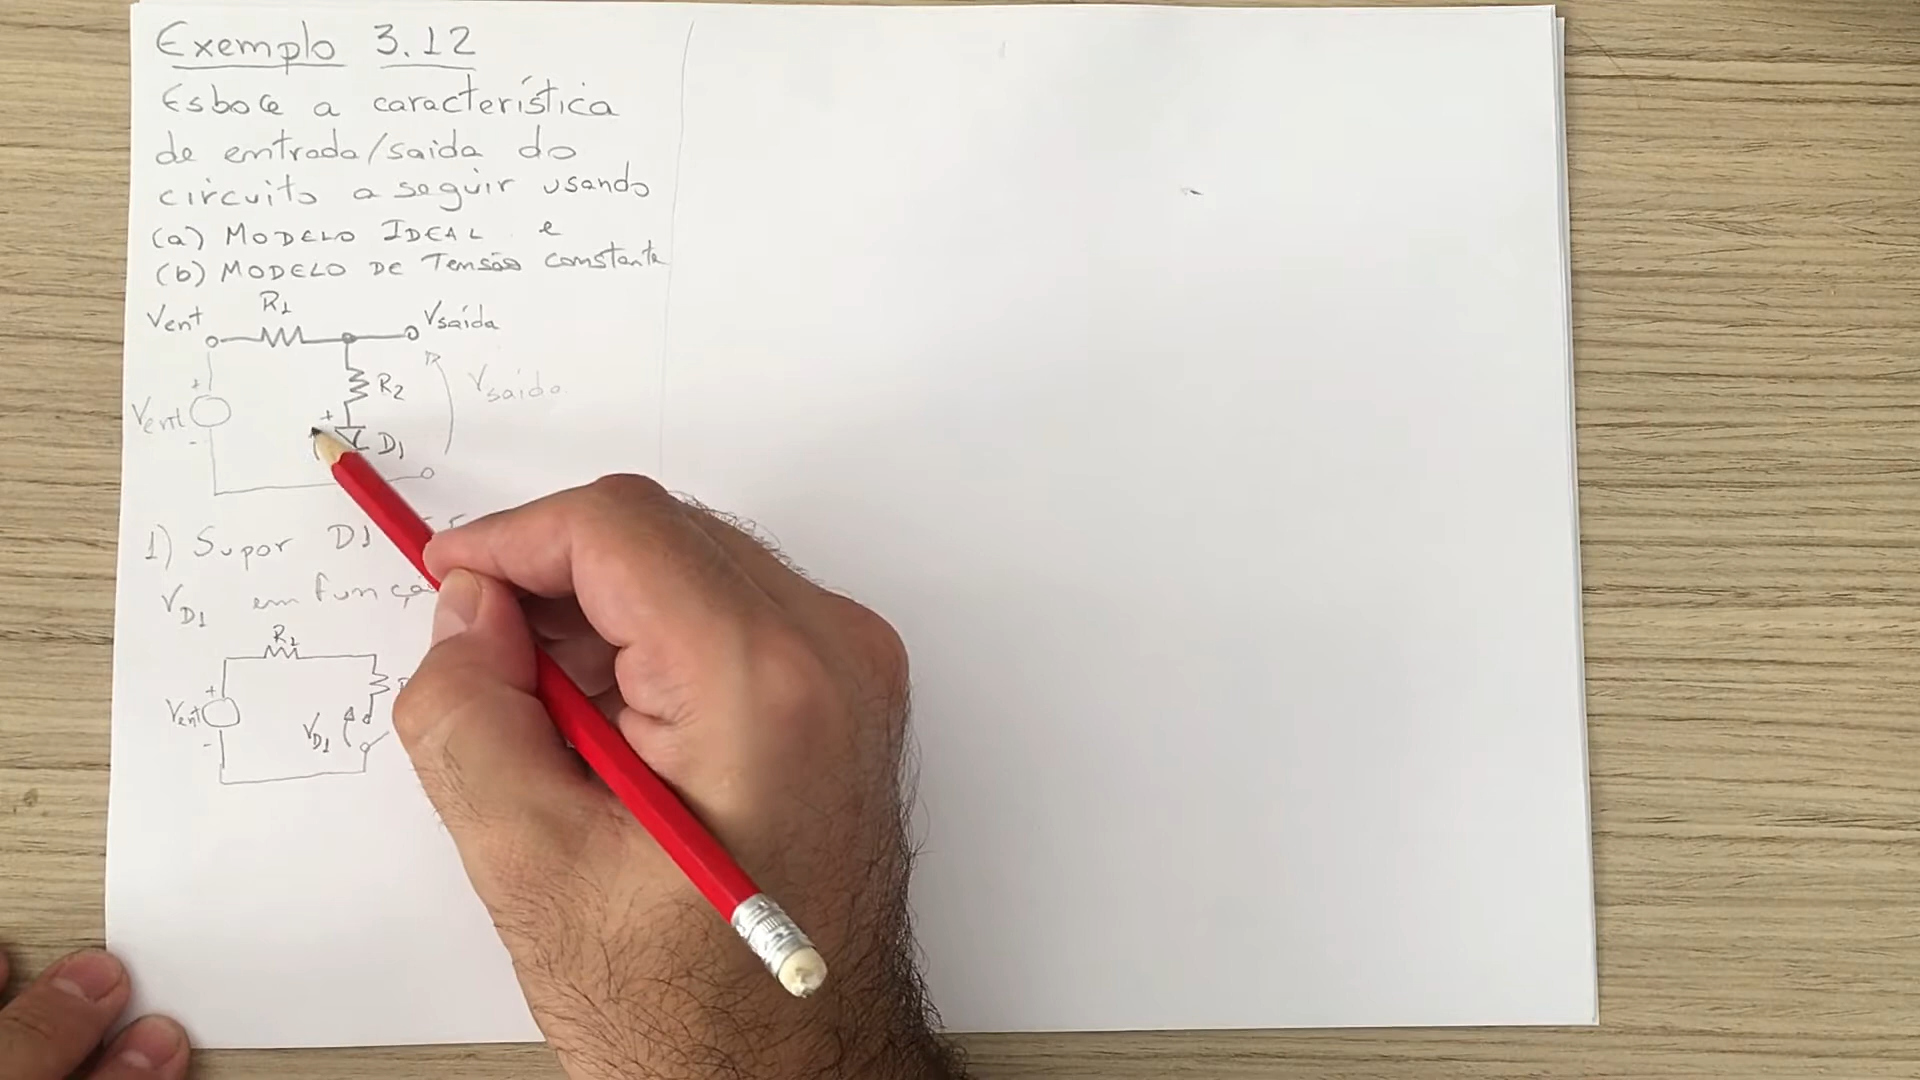 Exemplo 3.12
Esboce a característica
de entrada/saída do
circuito a seguir usando
(a) MODELO IDEAL e
(b) MODELO DE Tensão constante
R1
Vent
Vsaída
R2
+
Vsaída
Vent
+
-
D1
1) Supor D1
VD1 em função
R1
+
Vent
VD1
-